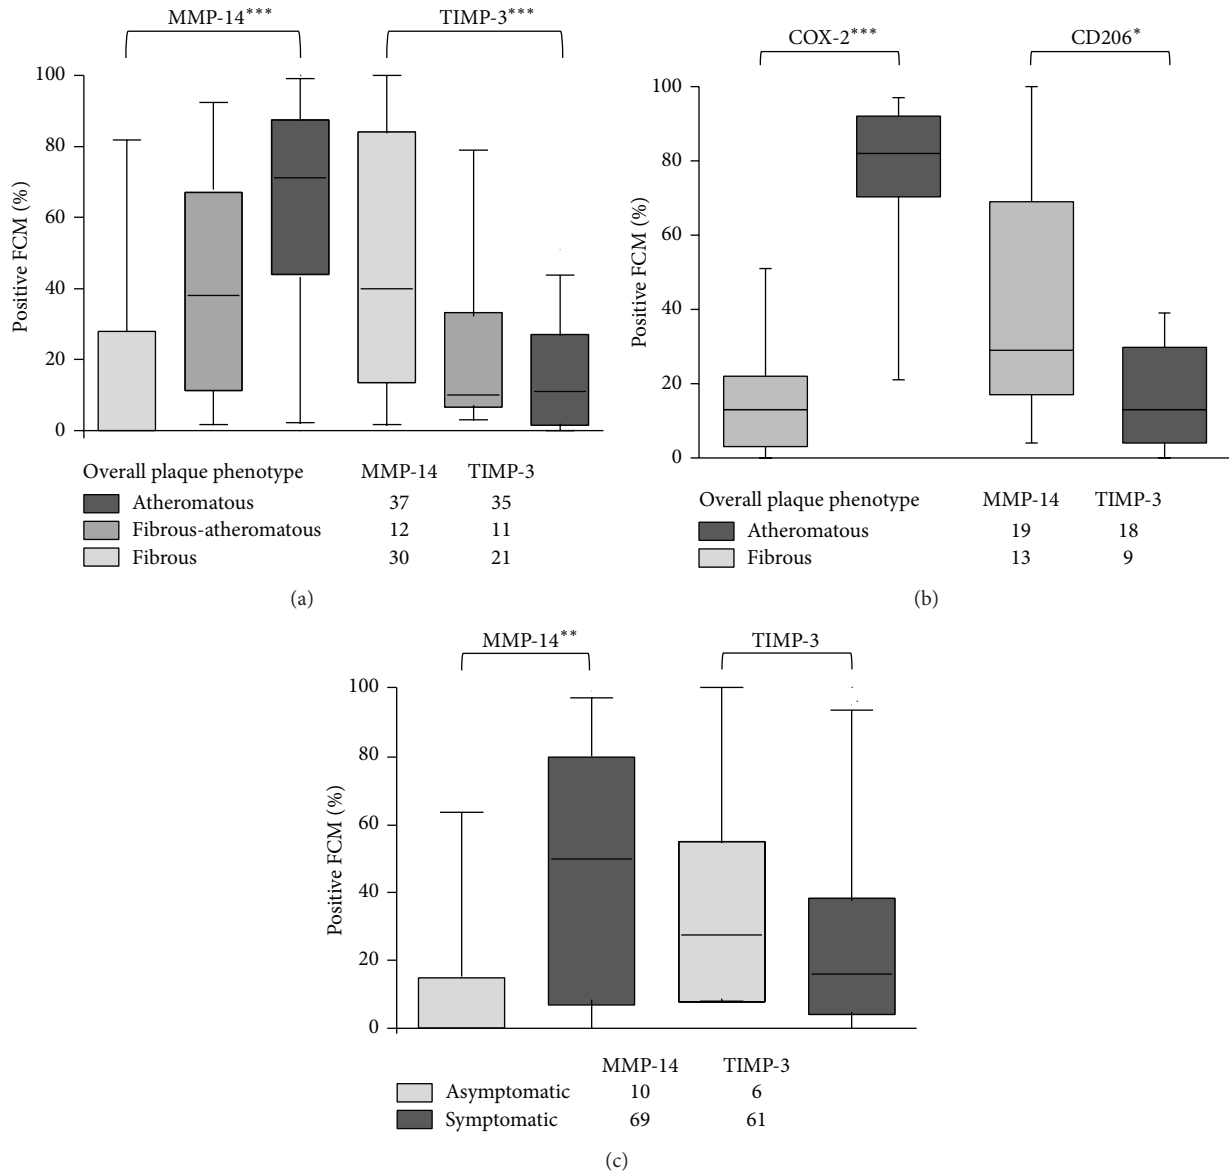 MMP-14***
TIMP-3***
100
80
60
40
20
0
Positive FCM (%)
Overall plaque phenotype MMP-14 TIMP-3
Atheromatous 37 35
Fibrous-atheromatous 12 11
Fibrous 30 21
(a)
COX-2***
CD206*
100
80
60
40
20
0
Positive FCM (%)
Overall plaque phenotype MMP-14 TIMP-3
Atheromatous 19 18
Fibrous 13 9
(b)
MMP-14**
TIMP-3
100
80
60
40
20
0
Positive FCM (%)
MMP-14 TIMP-3
Asymptomatic 10 6
Symptomatic 69 61
(c)